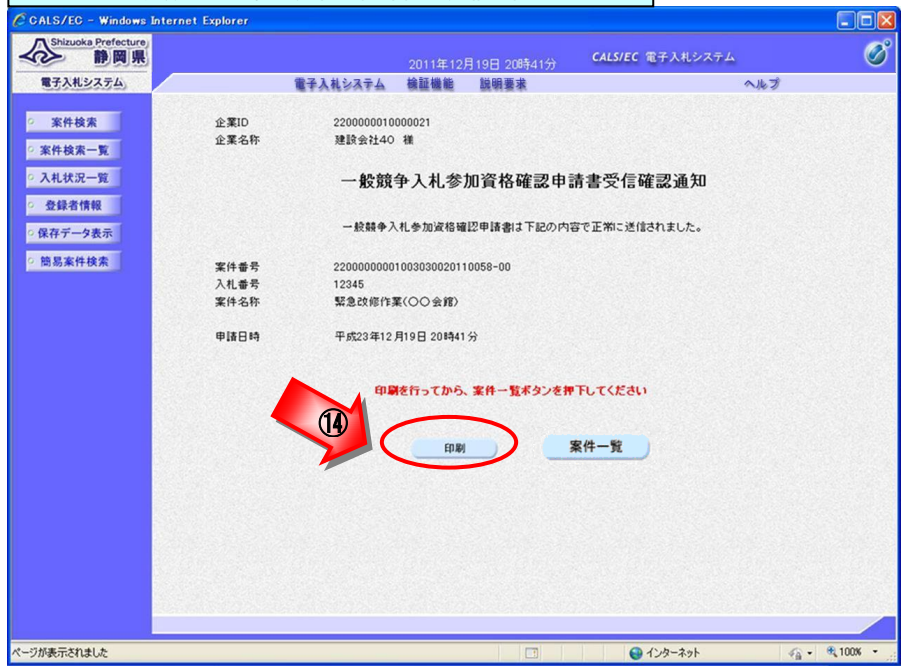 CALS/EC - Windows Internet Explorer
Shizuoka Prefecture
静岡県
電子入札システム
2011年12月19日 20時41分
CALS/EC 電子入札システム
電子入札システム 検証機能 説明要求 ヘルプ
案件検索
案件検索一覧
入札状況一覧
登録者情報
保存データ表示
簡易案件検索
企業ID 2200000010000021
企業名称 建設会社40 様
一般競争入札参加資格確認申請書受信確認通知
一般競争入札参加資格確認申請書は下記の内容で正常に送信されました。
案件番号 22000000001003030020110058-00
入札番号 12345
案件名称 緊急改修作業(〇〇会館)
申請日時 平成23年12月19日 20時41分
印刷を行ってから、案件一覧ボタンを押下してください
⑭
印刷 案件一覧
ページが表示されました インターネット 100%